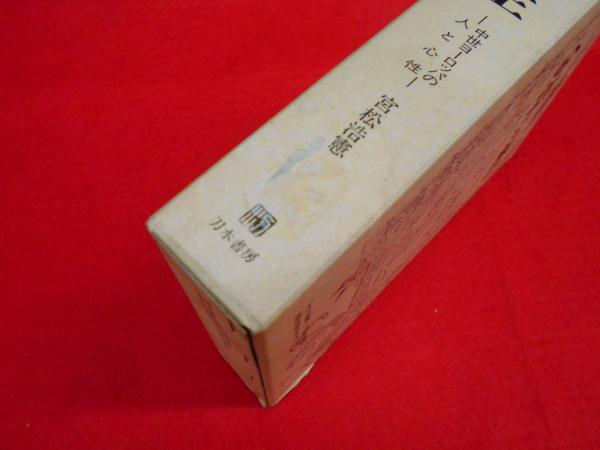 ―中世ヨーロッパの
人と心性―
宮松浩憲
刀水書房